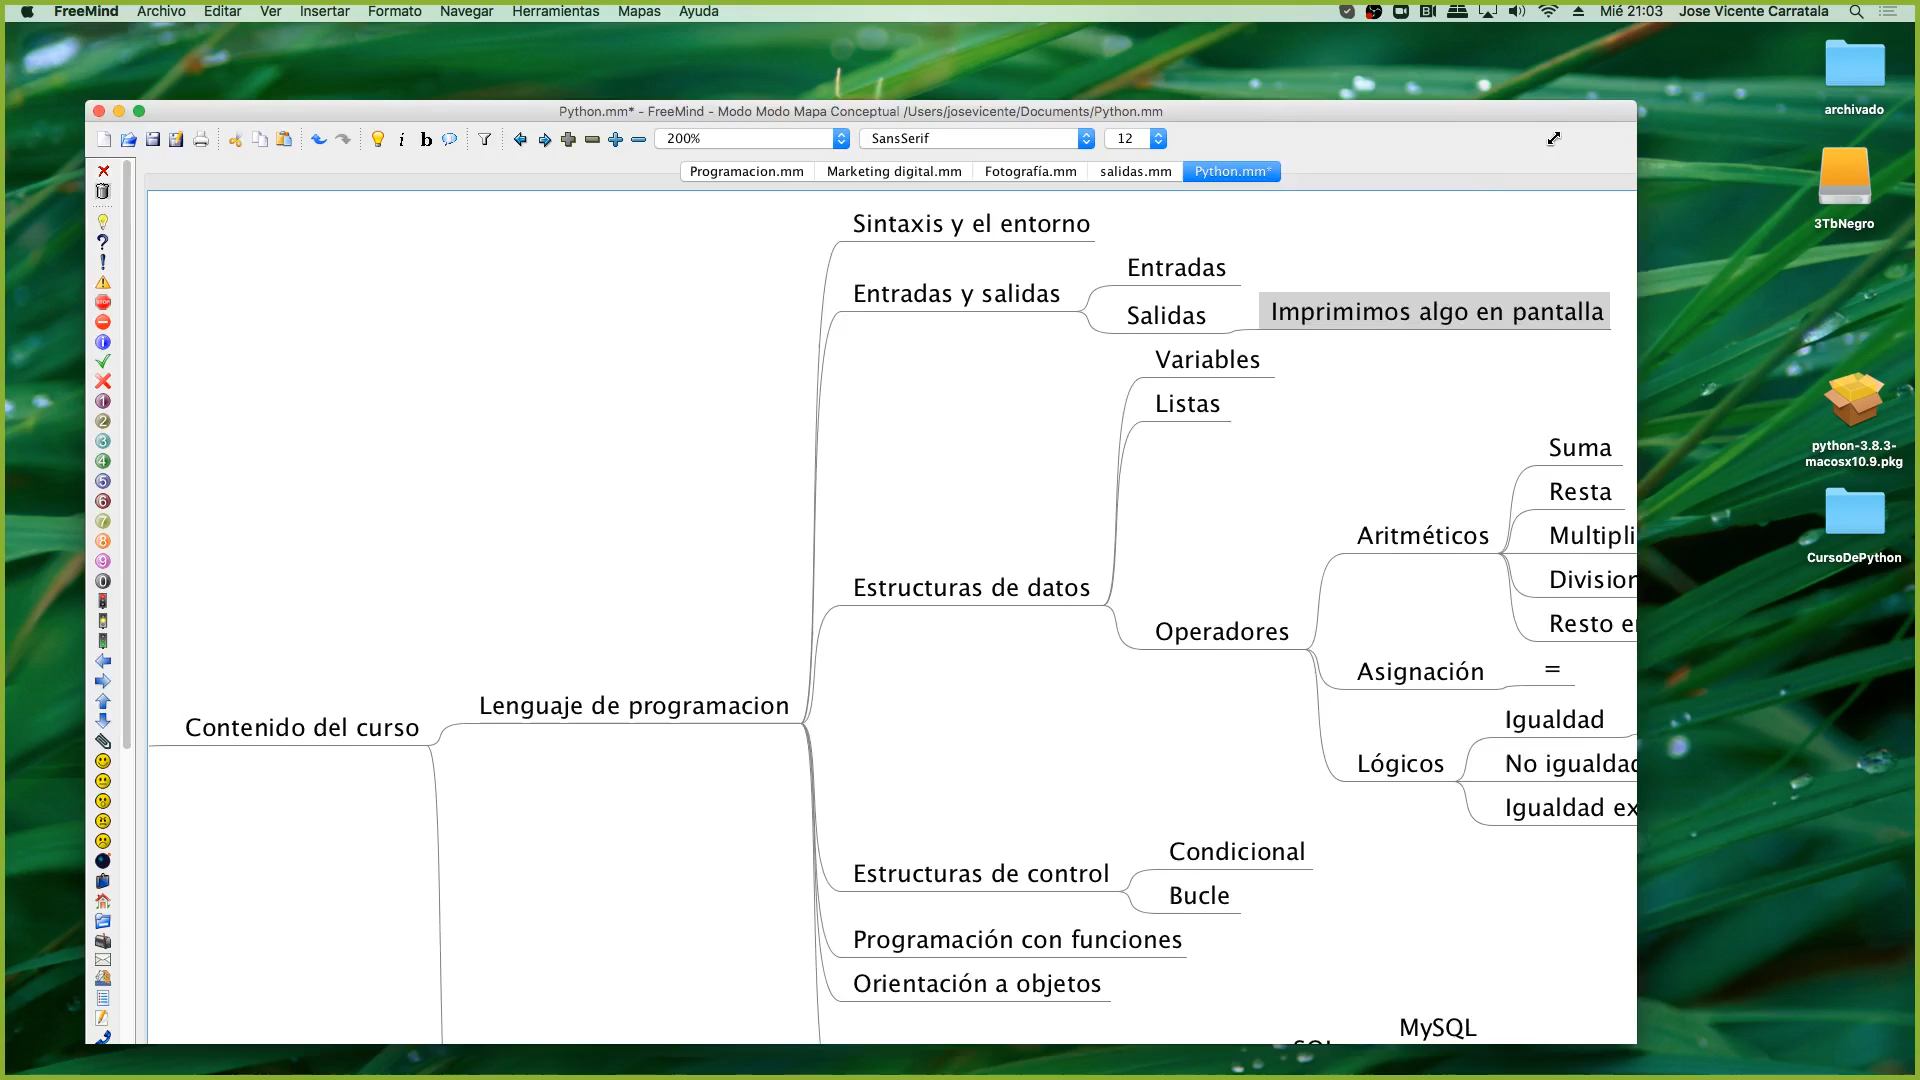 FreeMind Archivo Editar Ver Insertar Formato Navegar Herramientas Mapas Ayuda Mié 21:03 Jose Vicente Carratala
archivado
Python.mm* - FreeMind - Modo Modo Mapa Conceptual /Users/josevicente/Documents/Python.mm
200% SansSerif 12
Programacion.mm Marketing digital.mm Fotografía.mm salidas.mm Python.mm*
3TbNegro
Sintaxis y el entorno
Entradas
Entradas y salidas
Salidas
Imprimimos algo en pantalla
Variables
Listas
python-3.8.3-
macosx10.9.pkg
CursoDePython
Suma
Resta
Aritméticos
Multipli
Division
Resto e
Estructuras de datos
Operadores
Asignación
=
Lenguaje de programacion
Contenido del curso
Igualdad
Lógicos
No igualdad
Igualdad ex
Condicional
Estructuras de control
Bucle
Programación con funciones
Orientación a objetos
MySQL